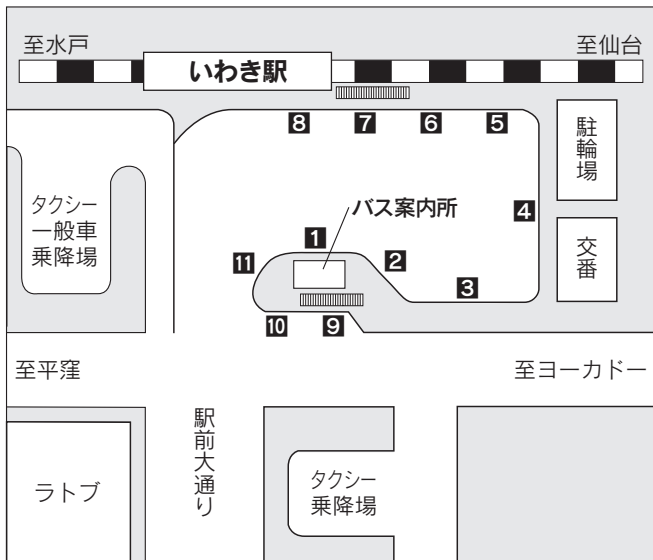 至水戸
いわき駅
至仙台
8
7
6
5
駐輪場
タクシー
一般車
乗降場
バス案内所
4
1
2
11
交番
3
10
9
至平窪
至ヨーカドー
駅前大通り
ラトブ
タクシー
乗降場